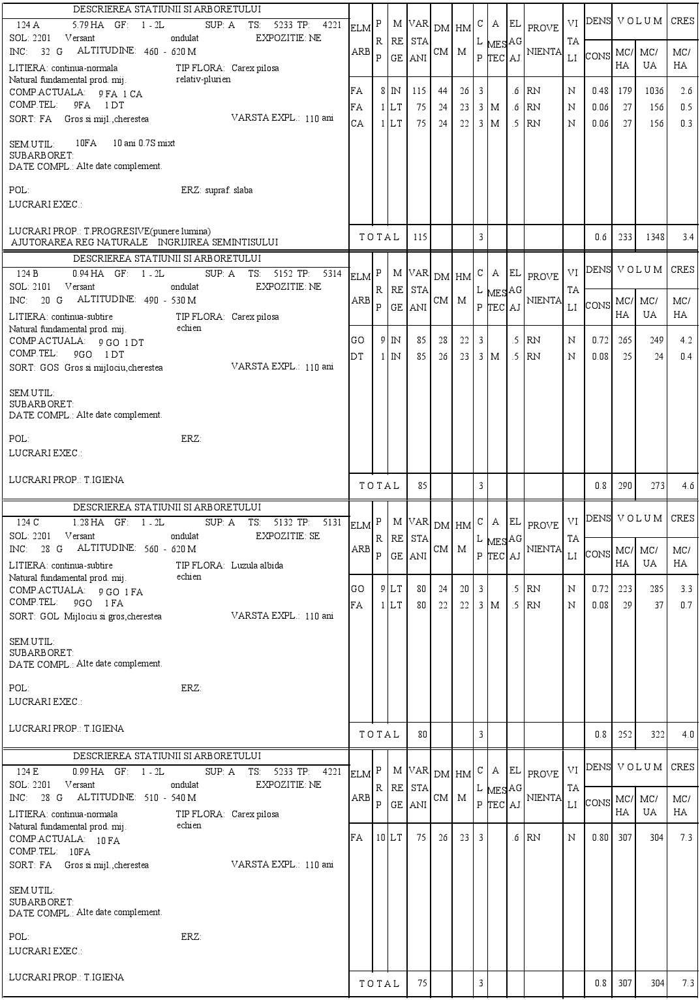 DESCRIEREA STATIUNII SI ARBORETULUI
124 A 5.79 HA GF: 1 - 2L SUP: A TS: 5233 TP: 4221
SOL: 2201 Versant ondulat EXPOZITIE: NE
INC: 32 G ALTITUDINE: 460 - 620 M
LITIERA: continua-normala TIP FLORA: Carex pilosa
Natural fundamental prod. mij. relativ-plurien
COMP.ACTUALA: 9 FA 1 CA
COMP.TEL: 9FA 1 DT
SORT: FA Gros si mijl.,cherestea VARSTA EXPL.: 110 ani
SEM.UTIL: 10FA 10 ani 0.7S mixt
SUBARBORET:
DATE COMPL.: Alte date complement.
POL: ERZ: supraf. slaba
LUCRARI EXEC.:
LUCRARI PROP.: T.PROGRESIVE(punere lumina)
AJUTORAREA REG NATURALE INGRIJIREA SEMINTISULUI
ELM P M VAR DM HM C A EL PROVE VI DENS V O L U M CRES
R RE STA L MES AG TA
ARB P GE ANI CM M P TEC AJ NIENTA LI CONS MC/ MC/ MC/
HA UA HA
FA 8 IN 115 44 26 3 .6 RN N 0.48 179 1036 2.6
FA 1 LT 75 24 23 3 M .6 RN N 0.06 27 156 0.5
CA 1 LT 75 24 22 3 M .5 RN N 0.06 27 156 0.3
T O T A L 115 3 0.6 233 1348 3.4
DESCRIEREA STATIUNII SI ARBORETULUI
124 B 0.94 HA GF: 1 - 2L SUP: A TS: 5152 TP: 5314
SOL: 2101 Versant ondulat EXPOZITIE: NE
INC: 20 G ALTITUDINE: 490 - 530 M
LITIERA: continua-subtire TIP FLORA: Carex pilosa
Natural fundamental prod. mij. echien
COMP.ACTUALA: 9 GO 1 DT
COMP.TEL: 9GO 1 DT
SORT: GOS Gros si mijlociu,cherestea VARSTA EXPL.: 110 ani
SEM.UTIL:
SUBARBORET:
DATE COMPL.: Alte date complement.
POL: ERZ:
LUCRARI EXEC.:
LUCRARI PROP.: T.IGIENA
ELM P M VAR DM HM C A EL PROVE VI DENS V O L U M CRES
R RE STA L MES AG TA
ARB P GE ANI CM M P TEC AJ NIENTA LI CONS MC/ MC/ MC/
HA UA HA
GO 9 IN 85 28 22 3 .5 RN N 0.72 265 249 4.2
DT 1 IN 85 26 23 3 M .5 RN N 0.08 25 24 0.4
T O T A L 85 3 0.8 290 273 4.6
DESCRIEREA STATIUNII SI ARBORETULUI
124 C 1.28 HA GF: 1 - 2L SUP: A TS: 5132 TP: 5131
SOL: 2201 Versant ondulat EXPOZITIE: SE
INC: 28 G ALTITUDINE: 560 - 620 M
LITIERA: continua-subtire TIP FLORA: Luzula albida
Natural fundamental prod. mij. echien
COMP.ACTUALA: 9 GO 1 FA
COMP.TEL: 9GO 1 FA
SORT: GOL Mijlociu si gros,cherestea VARSTA EXPL.: 110 ani
SEM.UTIL:
SUBARBORET:
DATE COMPL.: Alte date complement.
POL: ERZ:
LUCRARI EXEC.:
LUCRARI PROP.: T.IGIENA
ELM P M VAR DM HM C A EL PROVE VI DENS V O L U M CRES
R RE STA L MES AG TA
ARB P GE ANI CM M P TEC AJ NIENTA LI CONS MC/ MC/ MC/
HA UA HA
GO 9 LT 80 24 20 3 .5 RN N 0.72 223 285 3.3
FA 1 LT 80 22 22 3 M .5 RN N 0.08 29 37 0.7
T O T A L 80 3 0.8 252 322 4.0
DESCRIEREA STATIUNII SI ARBORETULUI
124 E 0.99 HA GF: 1 - 2L SUP: A TS: 5233 TP: 4221
SOL: 2201 Versant ondulat EXPOZITIE: NE
INC: 28 G ALTITUDINE: 510 - 540 M
LITIERA: continua-normala TIP FLORA: Carex pilosa
Natural fundamental prod. mij. echien
COMP.ACTUALA: 10 FA
COMP.TEL: 10FA
SORT: FA Gros si mijl.,cherestea VARSTA EXPL.: 110 ani
SEM.UTIL:
SUBARBORET:
DATE COMPL.: Alte date complement.
POL: ERZ:
LUCRARI EXEC.:
LUCRARI PROP.: T.IGIENA
ELM P M VAR DM HM C A EL PROVE VI DENS V O L U M CRES
R RE STA L MES AG TA
ARB P GE ANI CM M P TEC AJ NIENTA LI CONS MC/ MC/ MC/
HA UA HA
FA 10 LT 75 26 23 3 .6 RN N 0.80 307 304 7.3
T O T A L 75 3 0.8 307 304 7.3